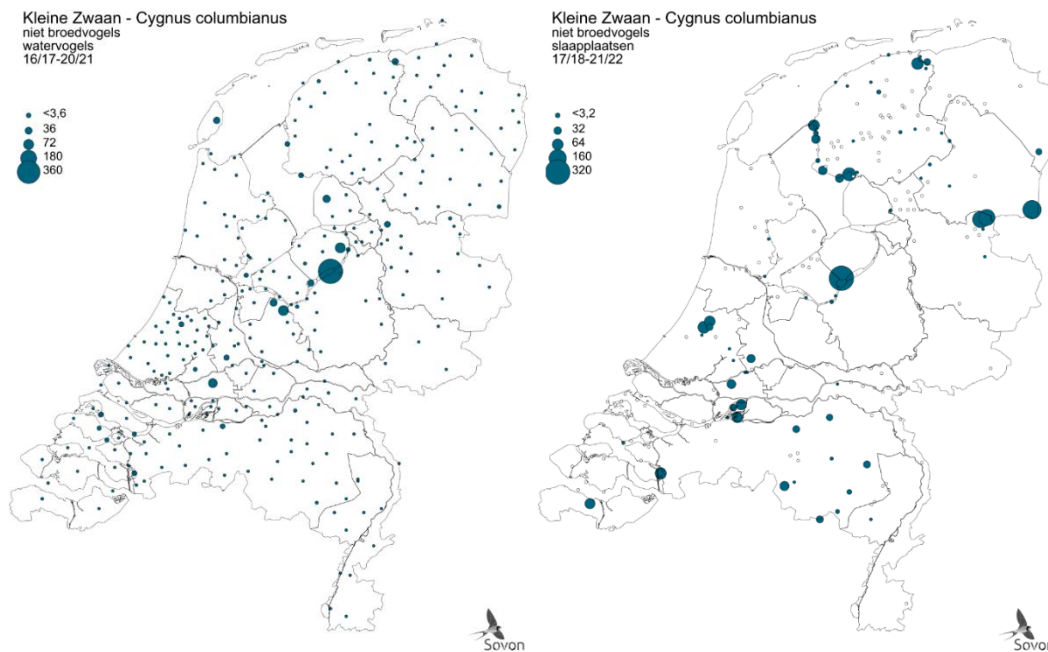 Kleine Zwaan - Cygnus columbianus
niet broedvogels
watervogels
16/17-20/21
<3,6
36
72
180
360
Sovon
Kleine Zwaan - Cygnus columbianus
niet broedvogels
slaapplaatsen
17/18-21/22
<3,2
32
64
160
320
Sovon